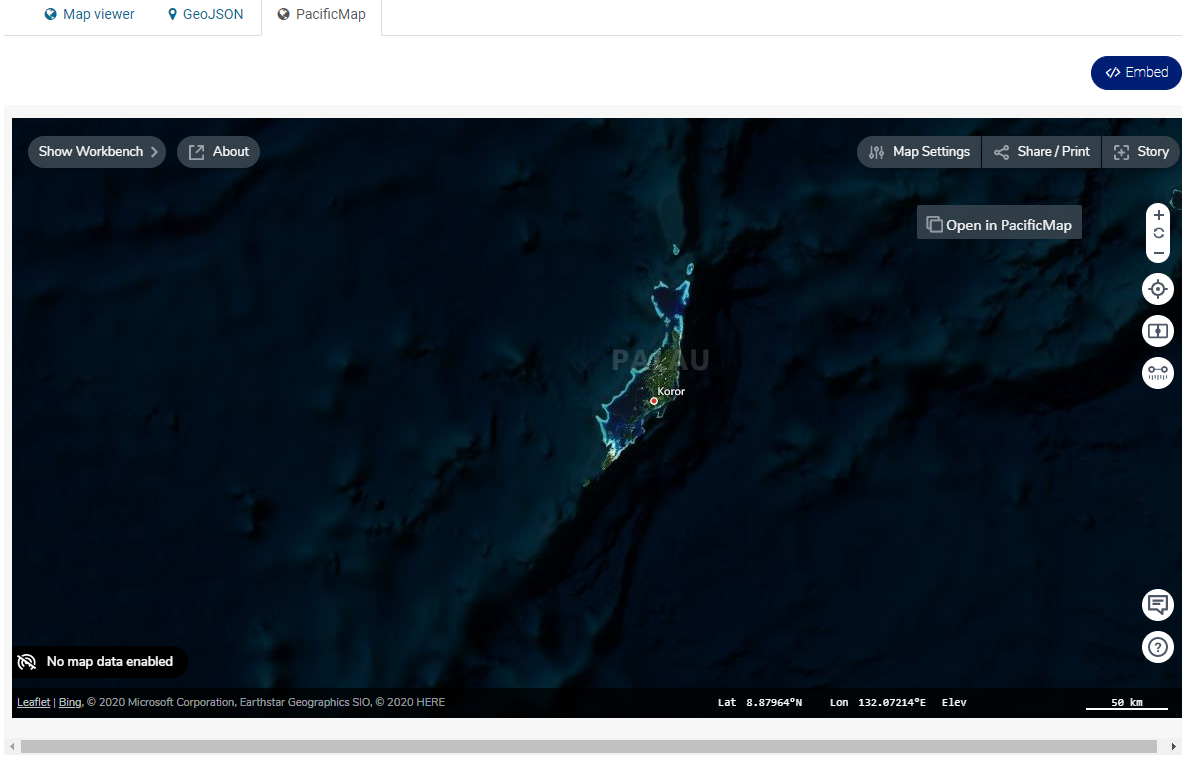 Map viewer GeoJSON PacificMap
Embed
Show Workbench About Map Settings Share / Print Story
Open in PacificMap
PALAU
Koror
No map data enabled
Leaflet | Bing, © 2020 Microsoft Corporation, Earthstar Geographics SIO, © 2020 HERE Lat 8.87964°N Lon 132.07214°E Elev 50 km